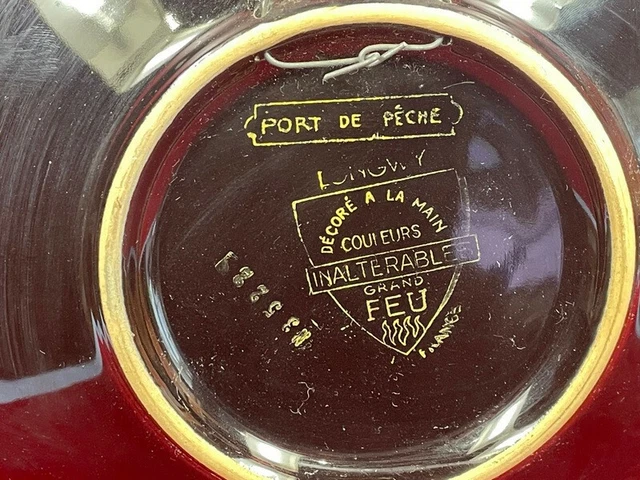 PORT DE PÊCHE
LONGWY
DÉCORÉ A LA MAIN
COULEURS
INALTERABLES
GRAND
FEU
FRANCE